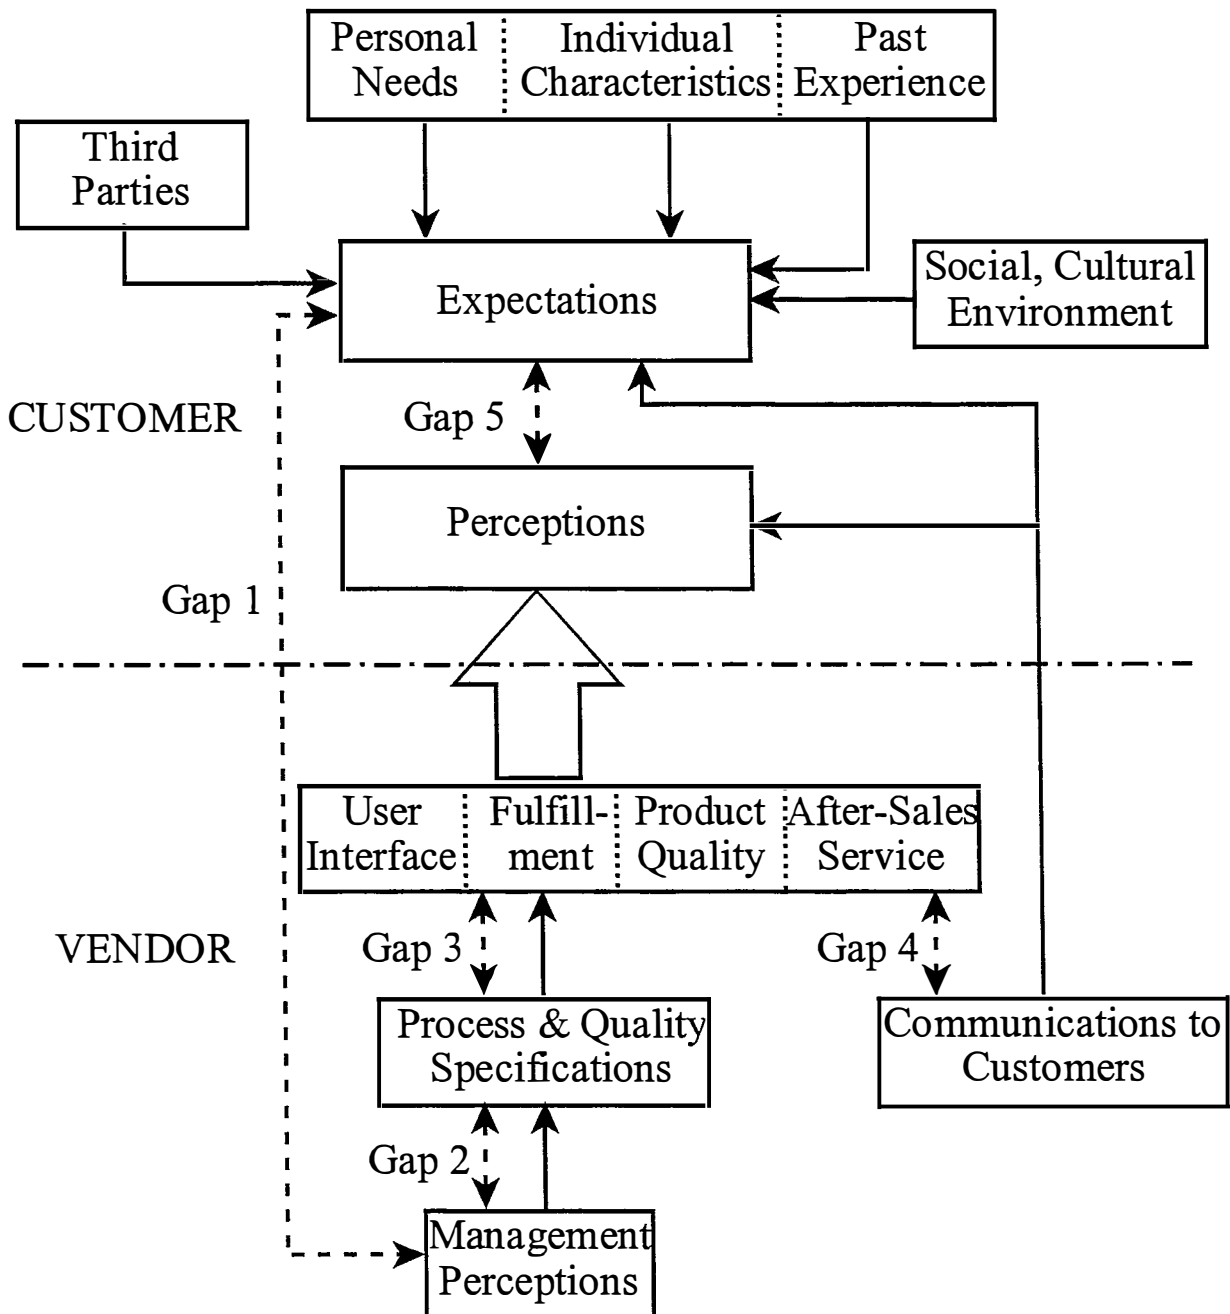 Personal
Needs
Individual
Characteristics
Past
Experience
Third
Parties
Expectations
Social, Cultural
Environment
CUSTOMER
Gap 5
Perceptions
Gap 1
User
Interface
Fulfill-
ment
Product
Quality
After-Sales
Service
VENDOR
Gap 3
Gap 4
Process & Quality
Specifications
Communications to
Customers
Gap 2
Management
Perceptions